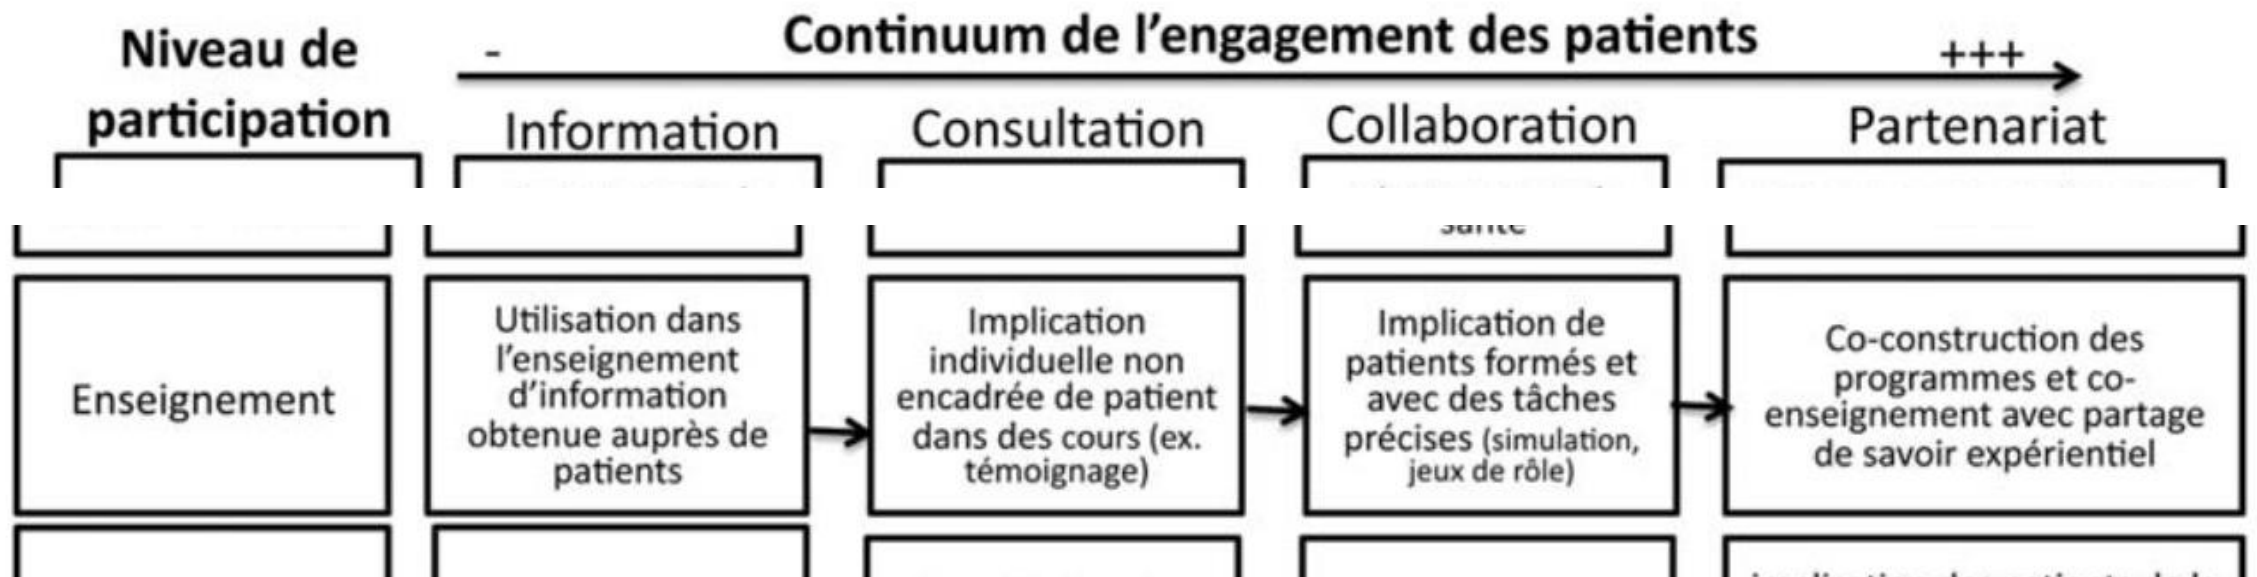 Niveau de
participation
- Continuum de l'engagement des patients +++
Information
Consultation
Collaboration
Partenariat
santé
Enseignement
Utilisation dans
l'enseignement
d'information
obtenue auprès de
patients
Implication
individuelle non
encadrée de patient
dans des cours (ex.
témoignage)
Implication de
patients formés et
avec des tâches
précises (simulation,
jeux de rôle)
Co-construction des
programmes et co-
enseignement avec partage
de savoir expérientiel